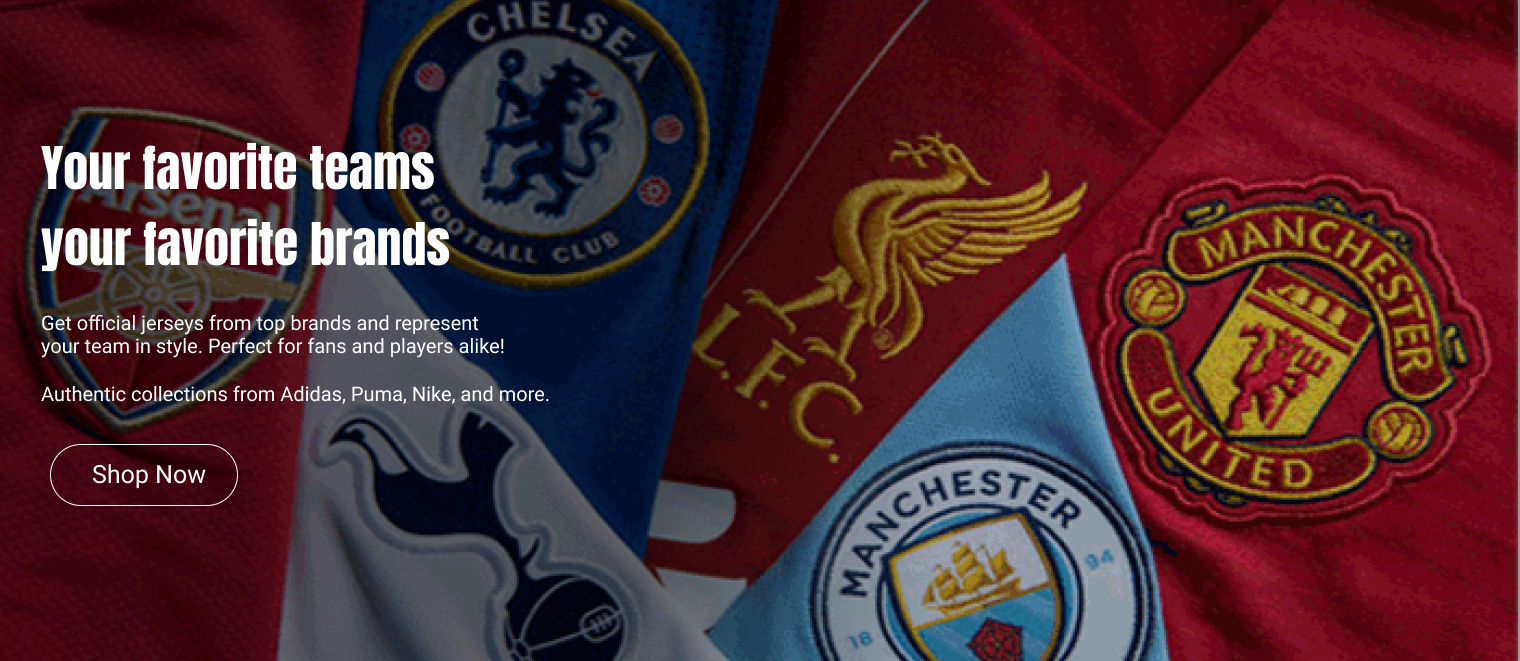 Your favorite teams
your favorite brands
Get official jerseys from top brands and represent
your team in style. Perfect for fans and players alike!
Authentic collections from Adidas, Puma, Nike, and more.
Shop Now
Arsenal
CHELSEA
FOOTBALL CLUB
L.F.C.
MANCHESTER
18 94
MANCHESTER
UNITED